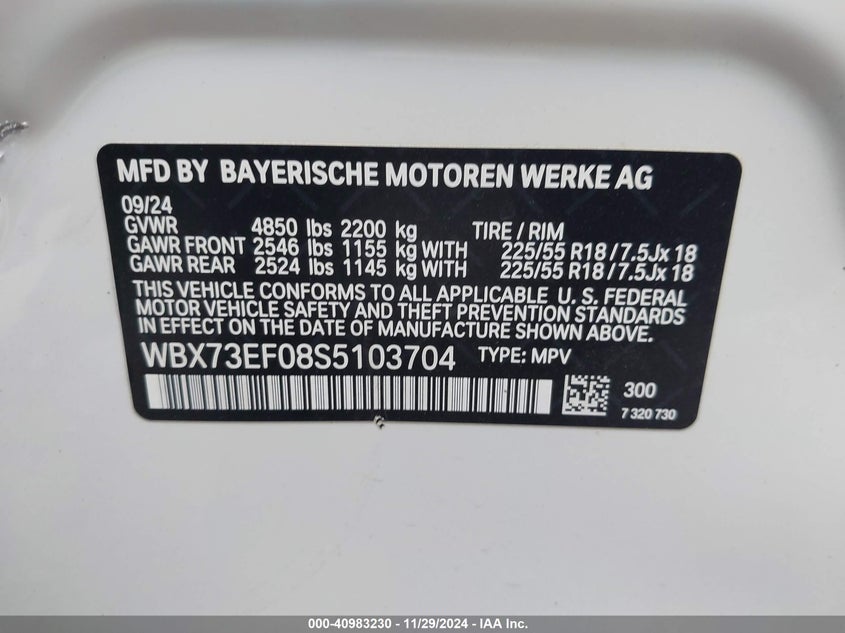 MFD BY BAYERISCHE MOTOREN WERKE AG
09/24
GVWR 4850 lbs 2200 kg TIRE / RIM
GAWR FRONT 2546 lbs 1155 kg WITH 225/55 R18 / 7.5Jx 18
GAWR REAR 2524 lbs 1145 kg WITH 225/55 R18 / 7.5Jx 18
THIS VEHICLE CONFORMS TO ALL APPLICABLE U. S. FEDERAL
MOTOR VEHICLE SAFETY AND THEFT PREVENTION STANDARDS
IN EFFECT ON THE DATE OF MANUFACTURE SHOWN ABOVE.
WBX73EF08S5103704 TYPE: MPV
300
7 320 730
000-40983230 - 11/29/2024 - IAA Inc.